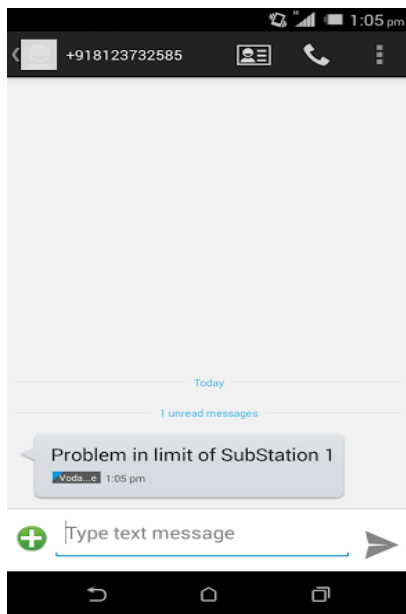 1:05 pm
+918123732585
Today
1 unread messages
Problem in limit of SubStation 1
Voda...e 1:05 pm
Type text message